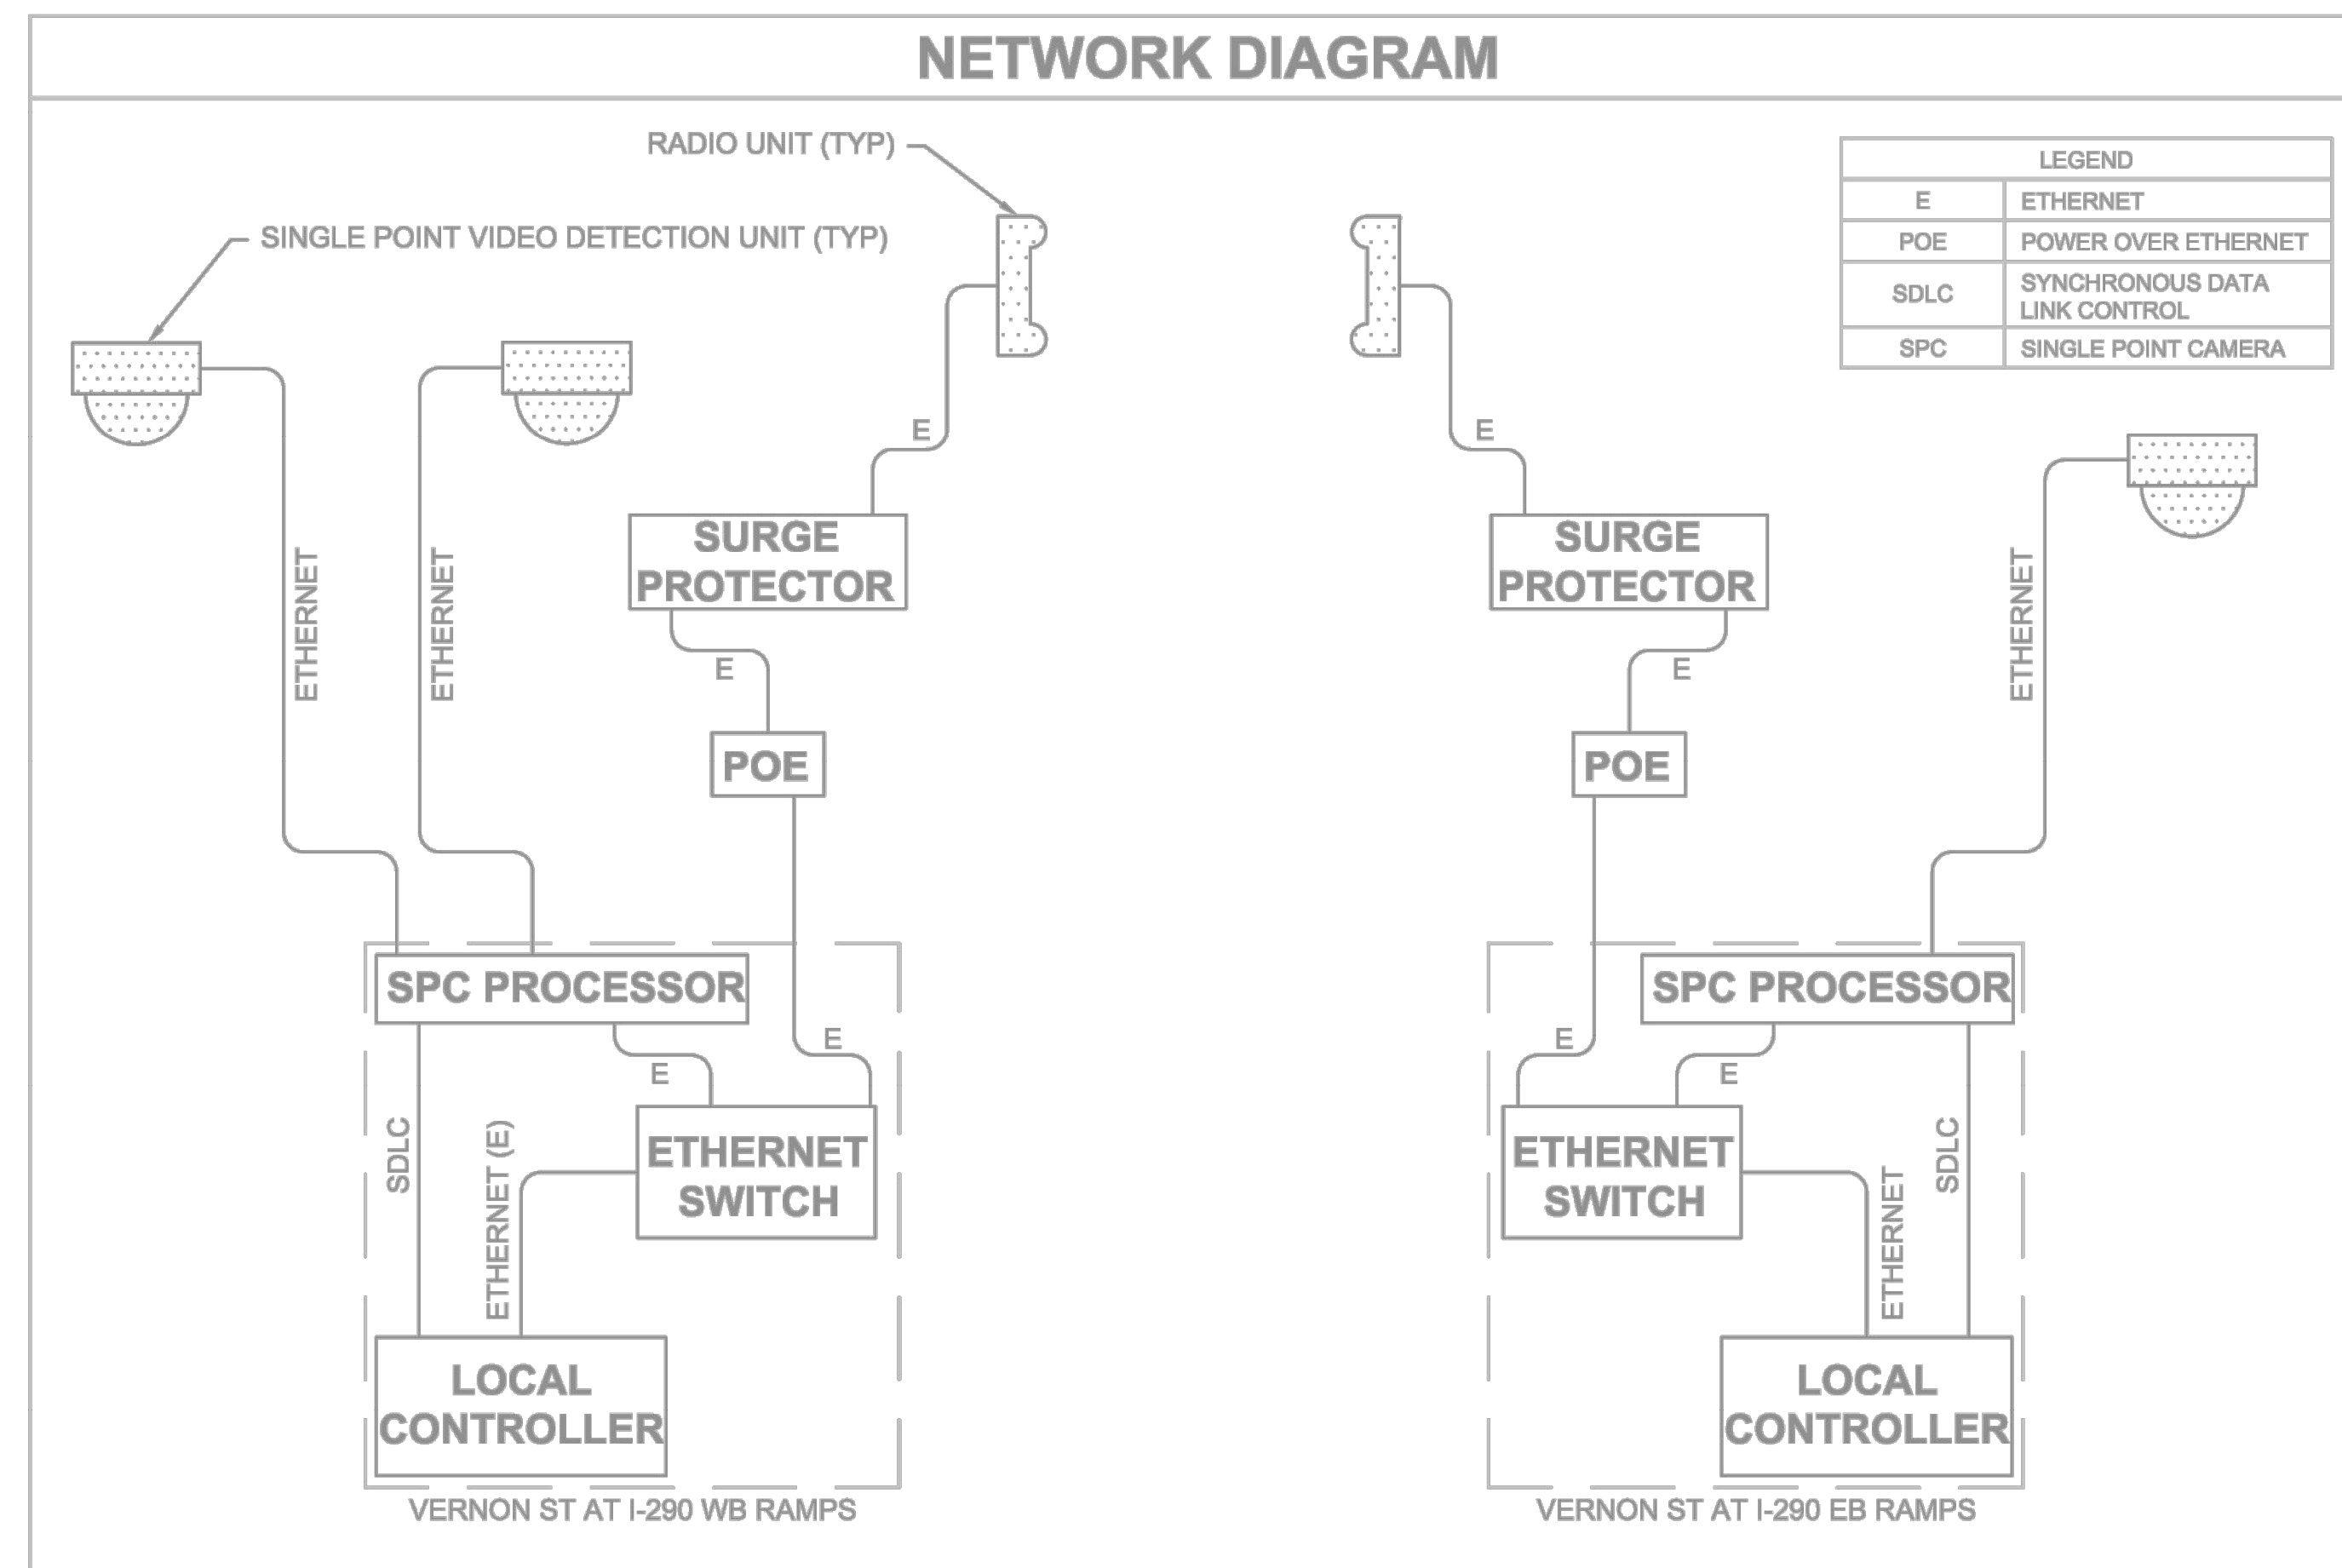 NETWORK DIAGRAM
RADIO UNIT (TYP)
SINGLE POINT VIDEO DETECTION UNIT (TYP)
LEGEND
E ETHERNET
POE POWER OVER ETHERNET
SDLC SYNCHRONOUS DATA
LINK CONTROL
SPC SINGLE POINT CAMERA
E
E
SURGE
PROTECTOR
SURGE
PROTECTOR
ETHERNET
ETHERNET
ETHERNET
E
E
POE
POE
SPC PROCESSOR
SPC PROCESSOR
E
E
E
E
SDLC
ETHERNET (E)
ETHERNET
SWITCH
ETHERNET
SWITCH
ETHERNET
SDLC
LOCAL
CONTROLLER
LOCAL
CONTROLLER
VERNON ST AT I-290 WB RAMPS
VERNON ST AT I-290 EB RAMPS